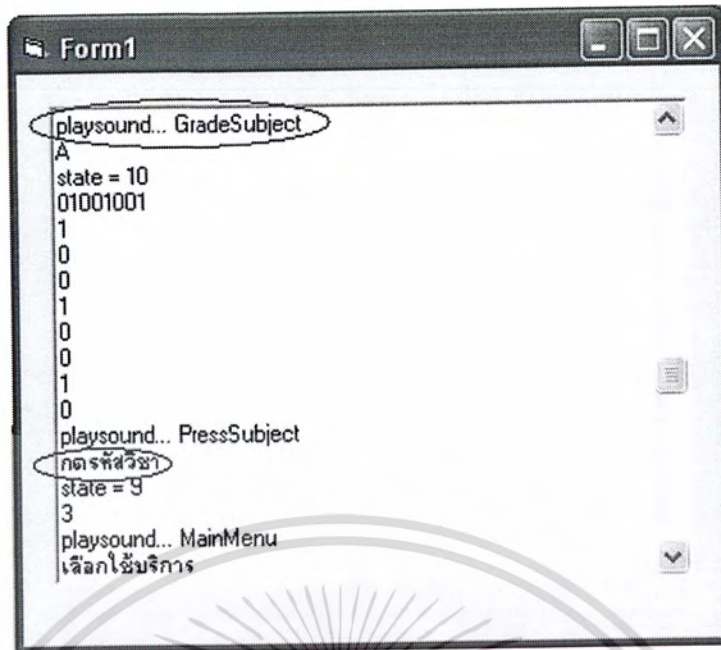 Form1
playsound... GradeSubject
A
state = 10
01001001
1
0
0
1
0
0
1
0
playsound... PressSubject
กดรหัสวิชา
state = 9
3
playsound... MainMenu
เลือกใช้บริการ